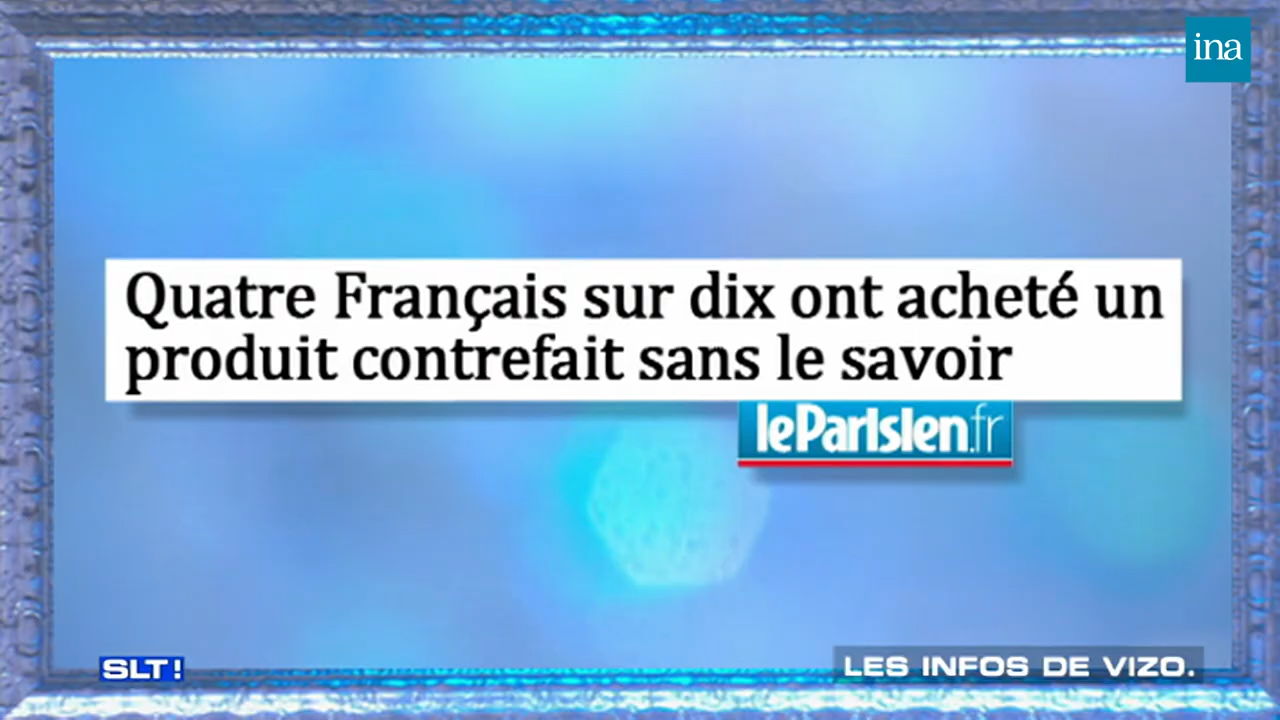 ina
Quatre Français sur dix ont acheté un
produit contrefait sans le savoir
leParisien.fr
SLT!
LES INFOS DE VIZO.